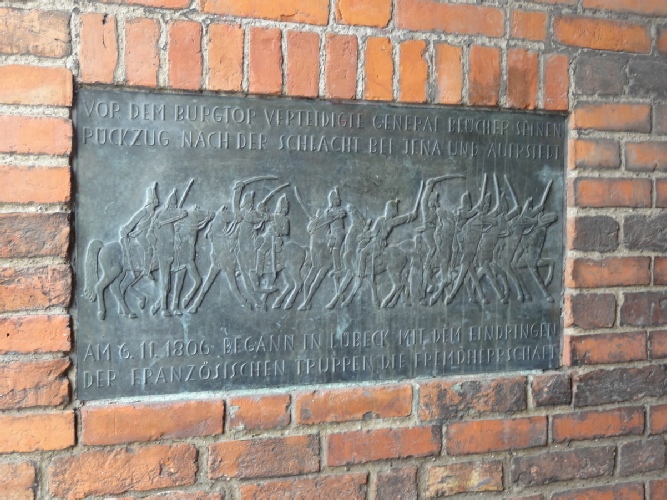 VOR DEM BURGTOR VERTEIDIGTE GENERAL BLÜCHER SEINEN
RÜCKZUG NACH DER SCHLACHT BEI JENA UND AUERSTEDT
AM 6. 11. 1806. BEGANN IN LÜBECK MIT DEM EINDRINGEN
DER FRANZÖSISCHEN TRUPPEN DIE FREMDHERRSCHAFT